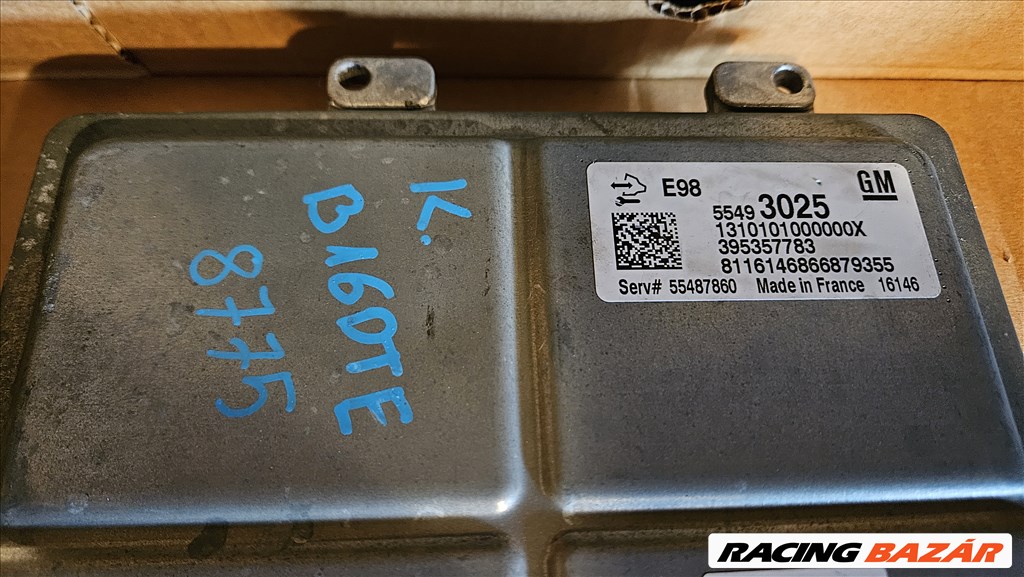 K.
B16DTE
8775
GM
E98
5549 3025
1310101000000X
395357783
8116146866879355
Serv# 55487860 Made in France 16146
RACING BAZÁR